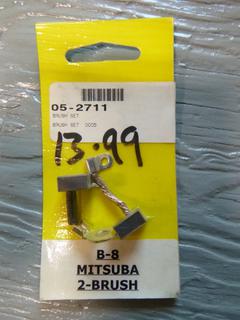 05-2711
BRUSH SET
BRUSH SET 0005
13.99
B-8
MITSUBA
2-BRUSH